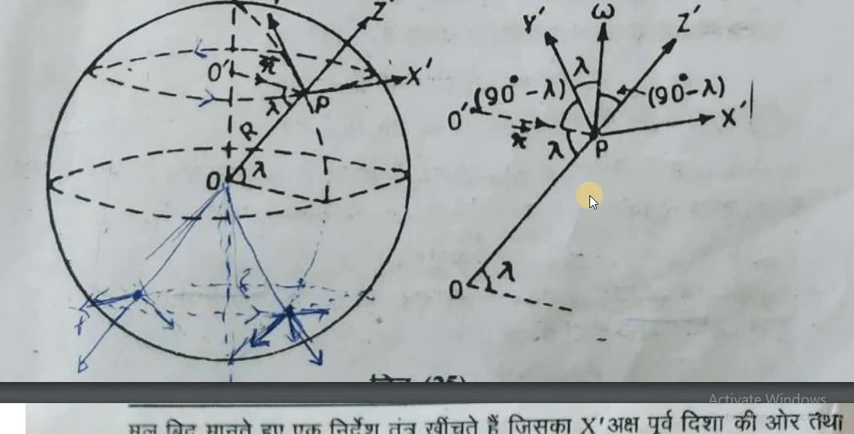 Z'
O'
x
λ
P
X'
R
O
λ
Y'
ω
Z'
λ
(90°-λ)
(90°-λ)
O'
x
λ
P
X'
O
λ
Activate Windows
मूल बिंदु मानते हुए एक निर्देश तंत्र खींचते हैं जिसका X' अक्ष पूर्व दिशा की ओर तथा